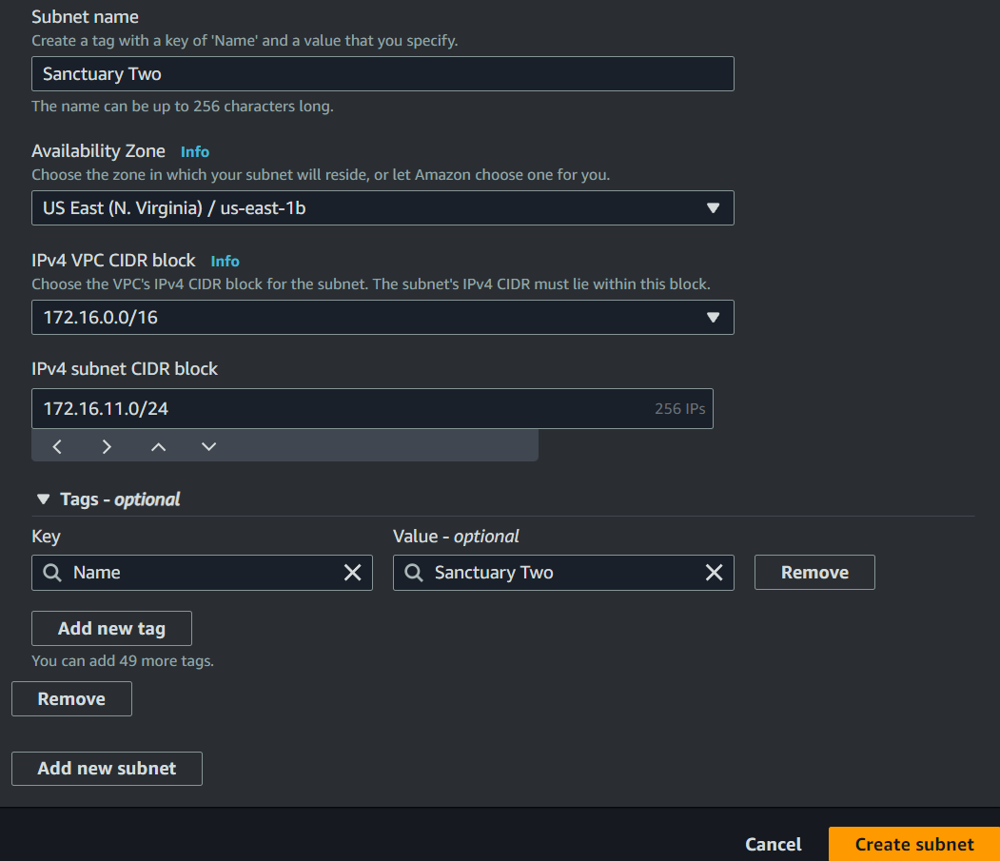 Subnet name
Create a tag with a key of 'Name' and a value that you specify.
Sanctuary Two
The name can be up to 256 characters long.
Availability Zone Info
Choose the zone in which your subnet will reside, or let Amazon choose one for you.
US East (N. Virginia) / us-east-1b
IPv4 VPC CIDR block Info
Choose the VPC's IPv4 CIDR block for the subnet. The subnet's IPv4 CIDR must lie within this block.
172.16.0.0/16
IPv4 subnet CIDR block
172.16.11.0/24 256 IPs
Tags - optional
Key Value - optional
Name Sanctuary Two Remove
Add new tag
You can add 49 more tags.
Remove
Add new subnet
Cancel Create subnet